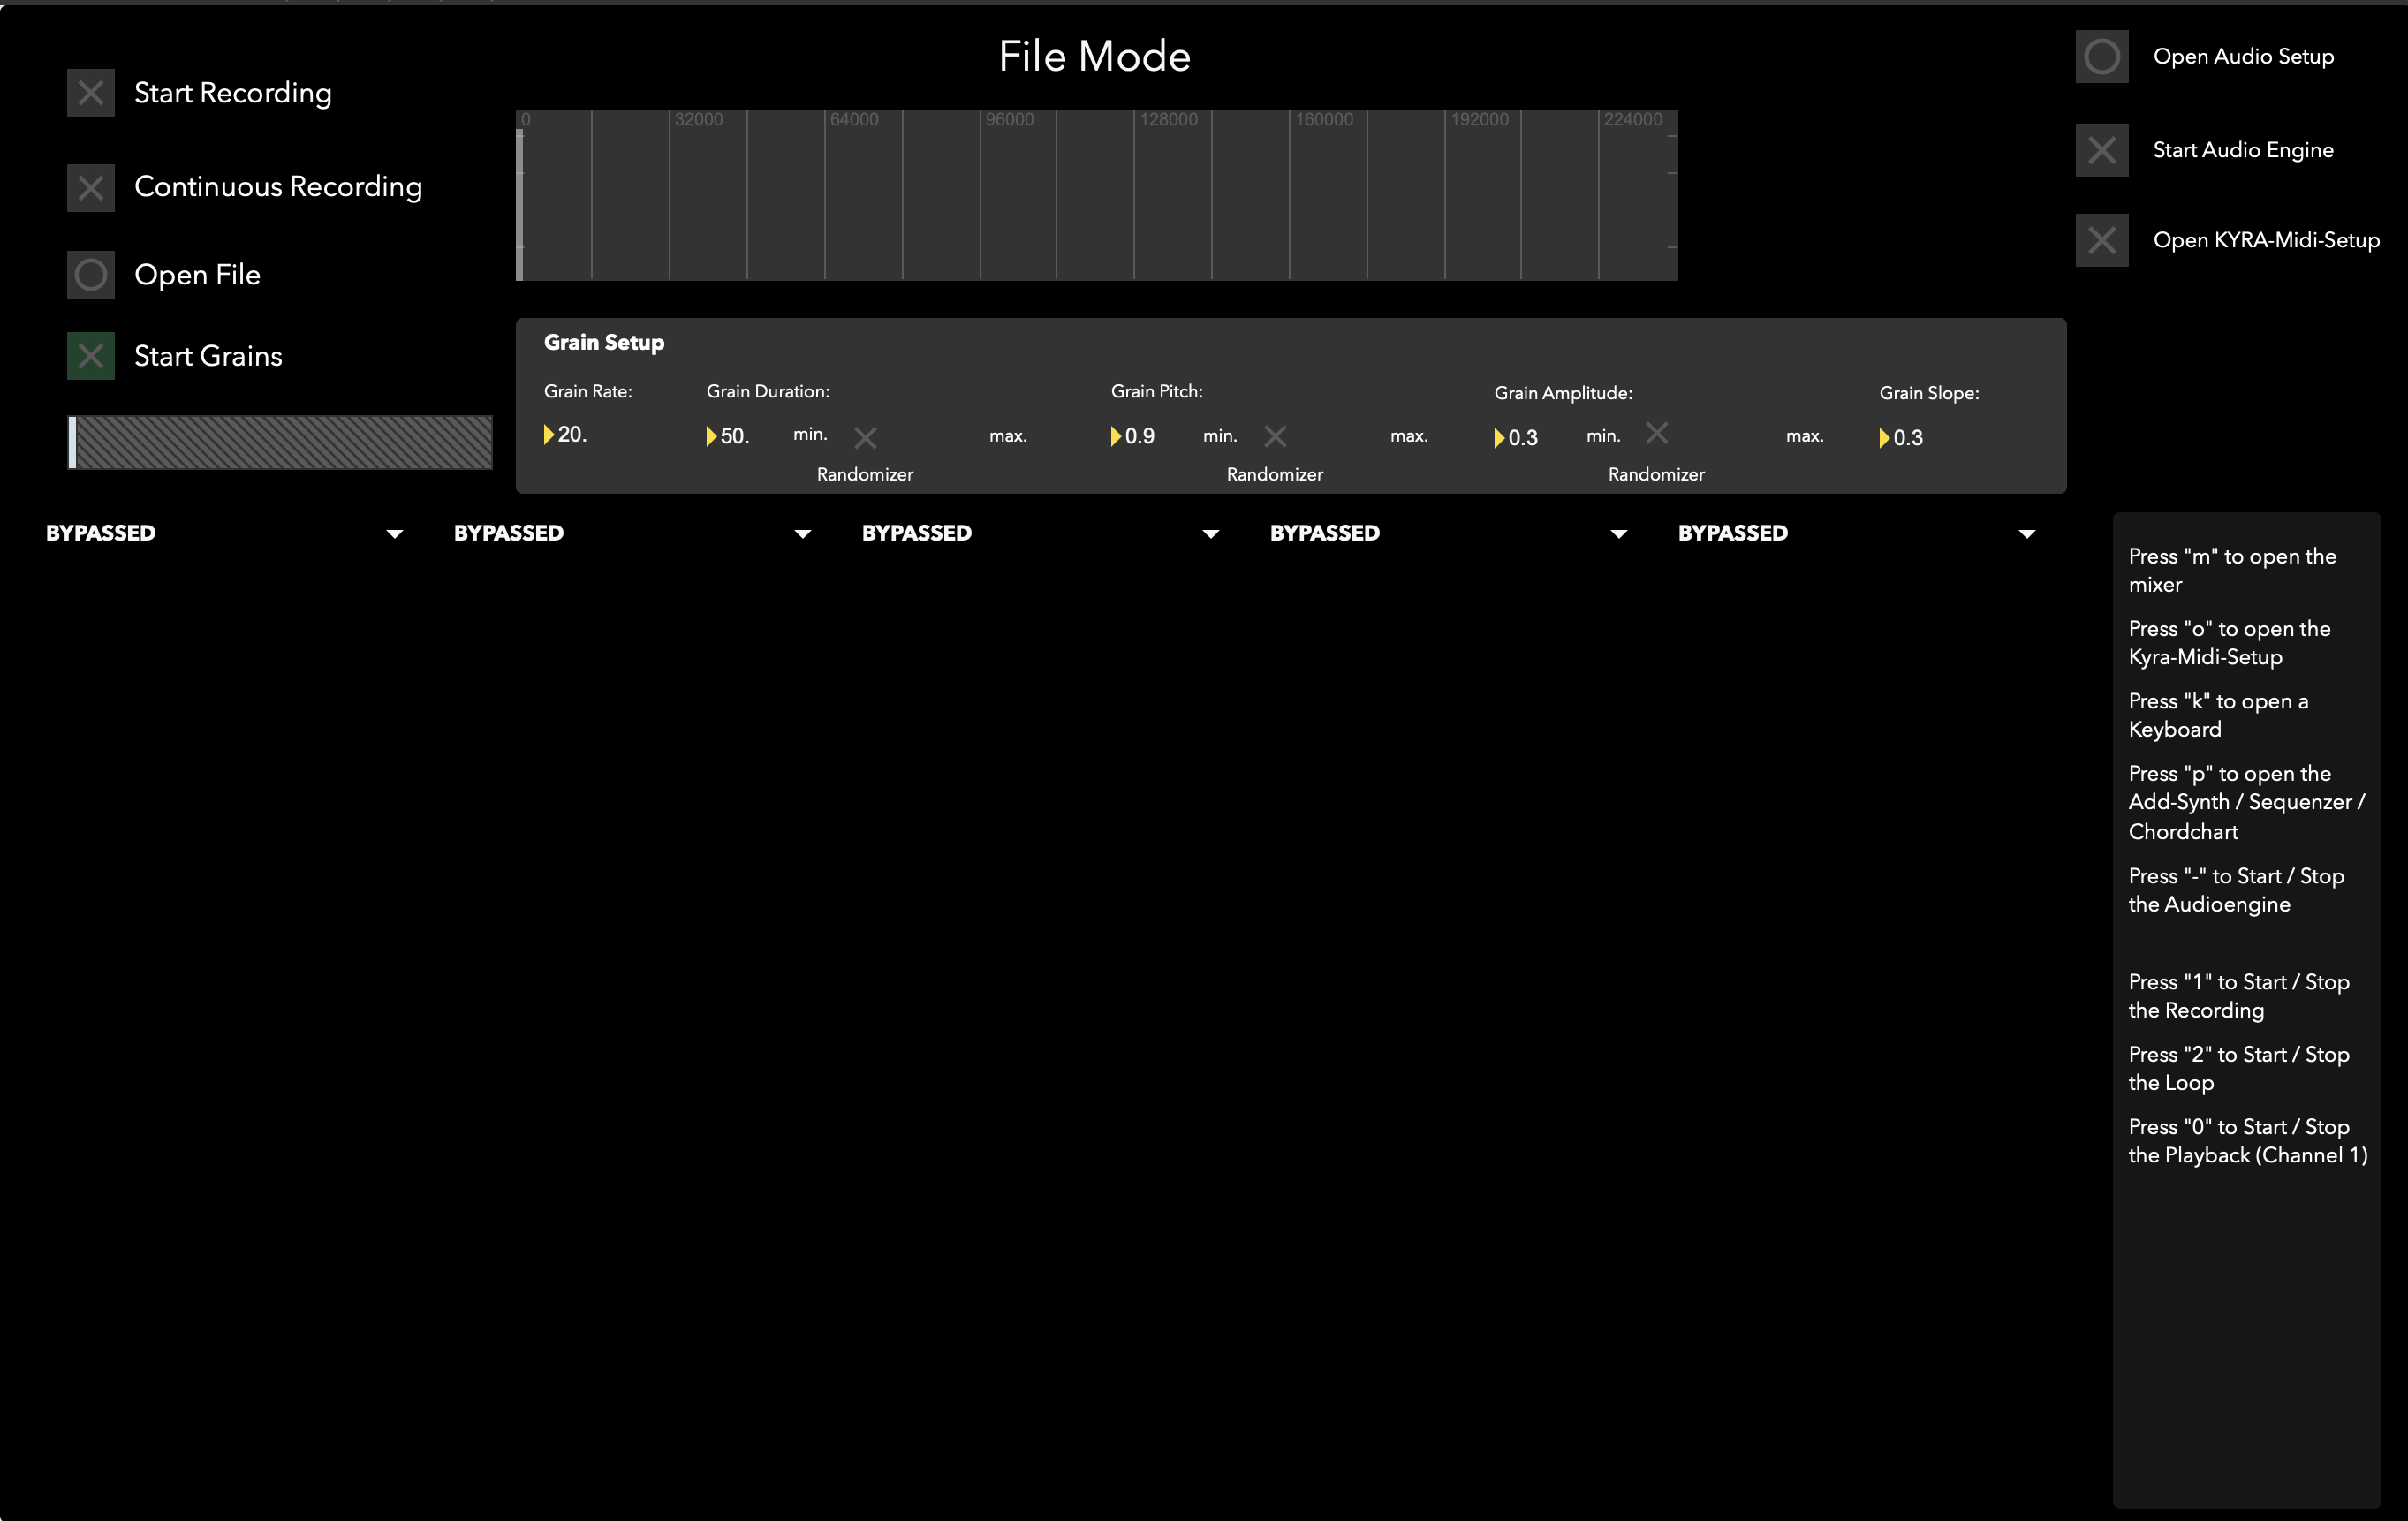 File Mode
Start Recording
Continuous Recording
Open File
Start Grains
0 32000 64000 96000 128000 160000 192000 224000
Open Audio Setup
Start Audio Engine
Open KYRA-Midi-Setup
Grain Setup
Grain Rate: Grain Duration: Grain Pitch: Grain Amplitude: Grain Slope:
20. 50. min. max. 0.9 min. max. 0.3 min. max. 0.3
Randomizer Randomizer Randomizer
BYPASSED BYPASSED BYPASSED BYPASSED BYPASSED
Press "m" to open the
mixer
Press "o" to open the
Kyra-Midi-Setup
Press "k" to open a
Keyboard
Press "p" to open the
Add-Synth / Sequenzer /
Chordchart
Press "-" to Start / Stop
the Audioengine
Press "1" to Start / Stop
the Recording
Press "2" to Start / Stop
the Loop
Press "0" to Start / Stop
the Playback (Channel 1)